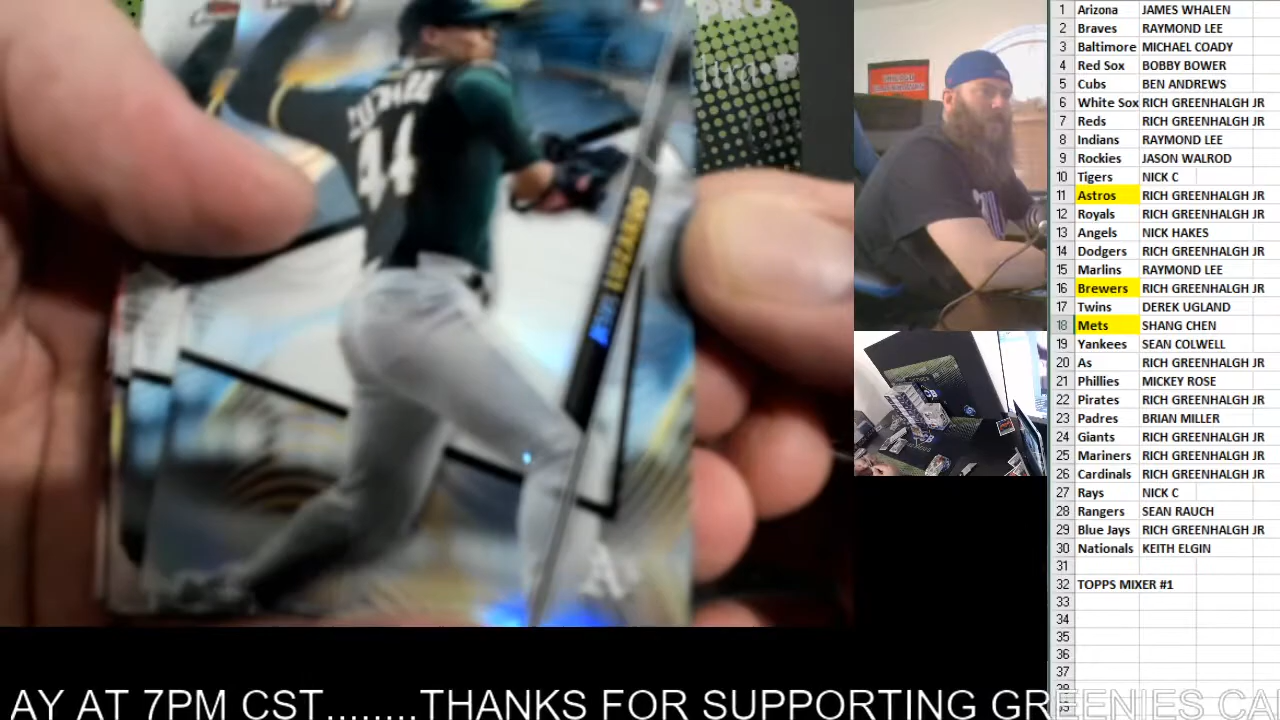 PRO
44
LUZARDO
A's
1 Arizona JAMES WHALEN
2 Braves RAYMOND LEE
3 Baltimore MICHAEL COADY
4 Red Sox BOBBY BOWER
5 Cubs BEN ANDREWS
6 White Sox RICH GREENHALGH JR
7 Reds RICH GREENHALGH JR
8 Indians RAYMOND LEE
9 Rockies JASON WALROD
10 Tigers NICK C
11 Astros RICH GREENHALGH JR
12 Royals RICH GREENHALGH JR
13 Angels NICK HAKES
14 Dodgers RICH GREENHALGH JR
15 Marlins RAYMOND LEE
16 Brewers RICH GREENHALGH JR
17 Twins DEREK UGLAND
18 Mets SHANG CHEN
19 Yankees SEAN COLWELL
20 As RICH GREENHALGH JR
21 Phillies MICKEY ROSE
22 Pirates RICH GREENHALGH JR
23 Padres BRIAN MILLER
24 Giants RICH GREENHALGH JR
25 Mariners RICH GREENHALGH JR
26 Cardinals RICH GREENHALGH JR
27 Rays NICK C
28 Rangers SEAN RAUCH
29 Blue Jays RICH GREENHALGH JR
30 Nationals KEITH ELGIN
31
32 TOPPS MIXER #1
33
34
35
36
37
AY AT 7PM CST........THANKS FOR SUPPORTING GREENIES CA